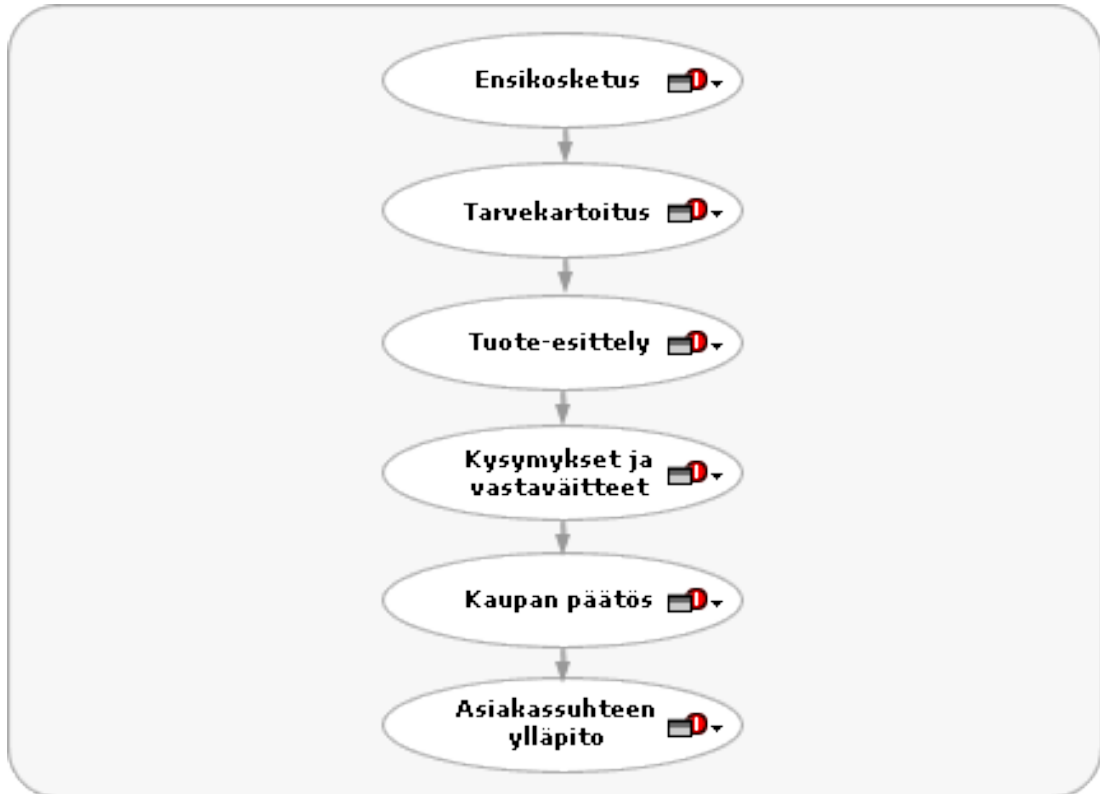 Ensikosketus
Tarvekartoitus
Tuote-esittely
Kysymykset ja
vastaväitteet
Kaupan päätös
Asiakassuhteen
ylläpito